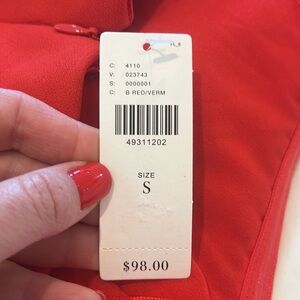 C: 4110
V: 023743
S: 0000001
C: B RED/VERM
49311202
SIZE
S
$98.00